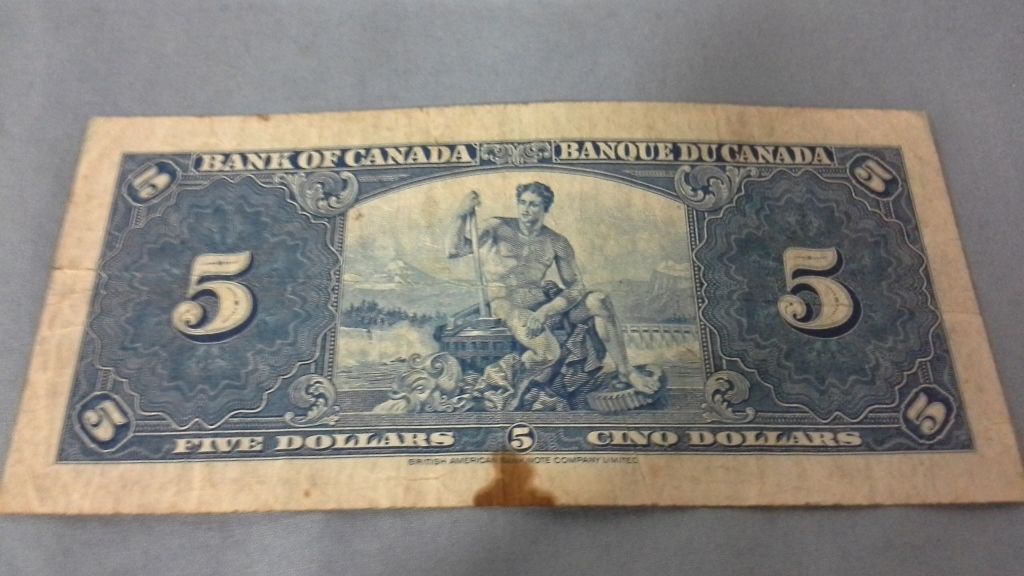 5 BANK OF CANADA BANQUE DU CANADA 5
5 5
5 FIVE DOLLARS 5 CINQ DOLLARS 5
BRITISH AMERICAN BANK NOTE COMPANY LIMITED